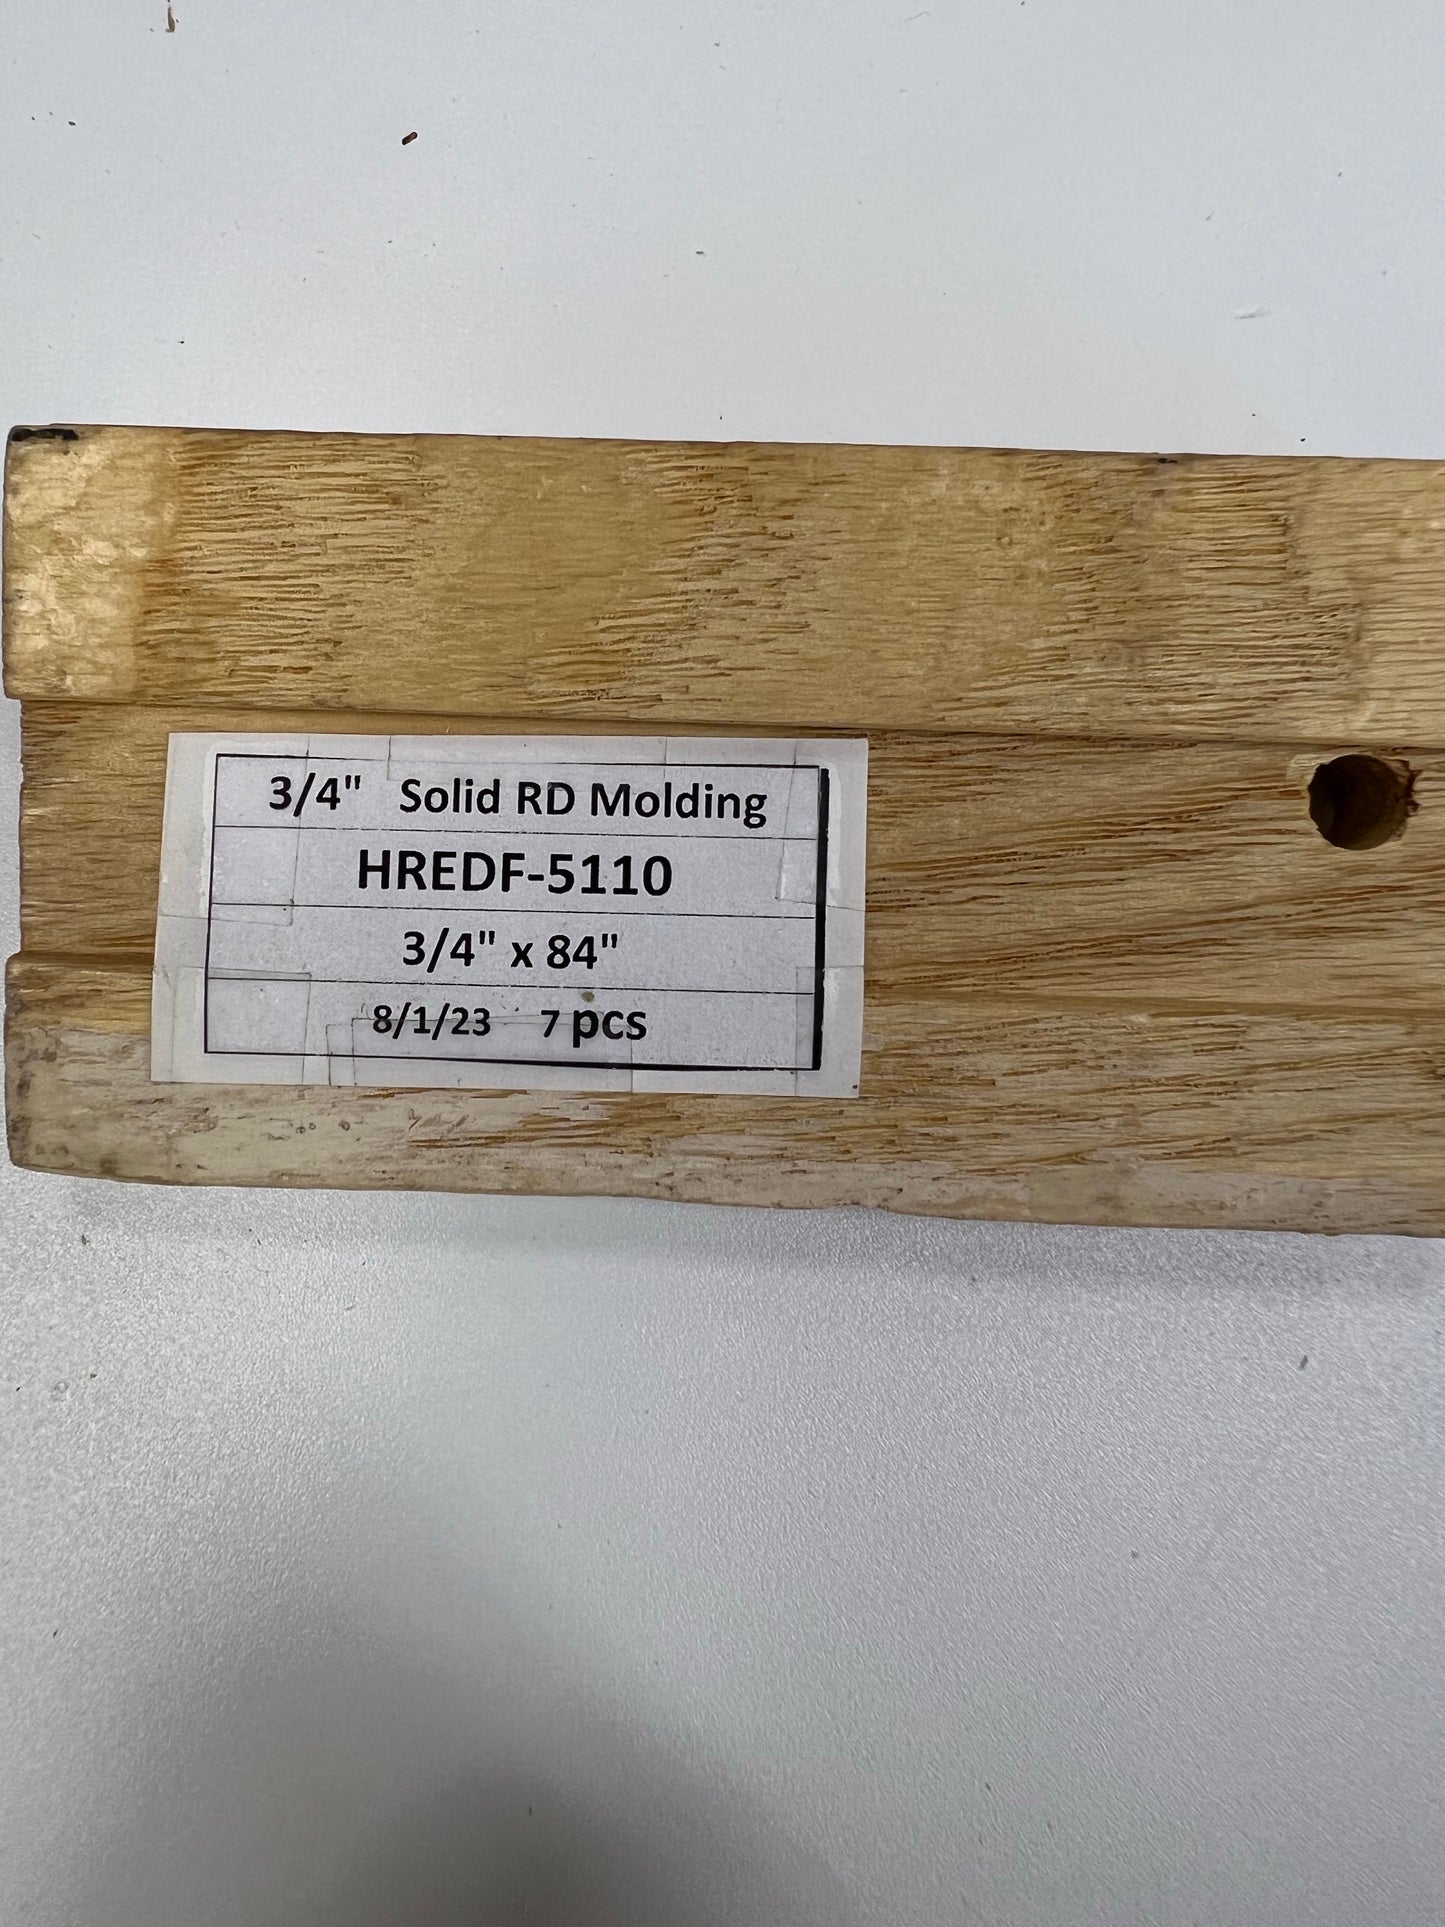 3/4" Solid RD Molding
HREDF-5110
3/4" x 84"
8/1/23 7 pcs